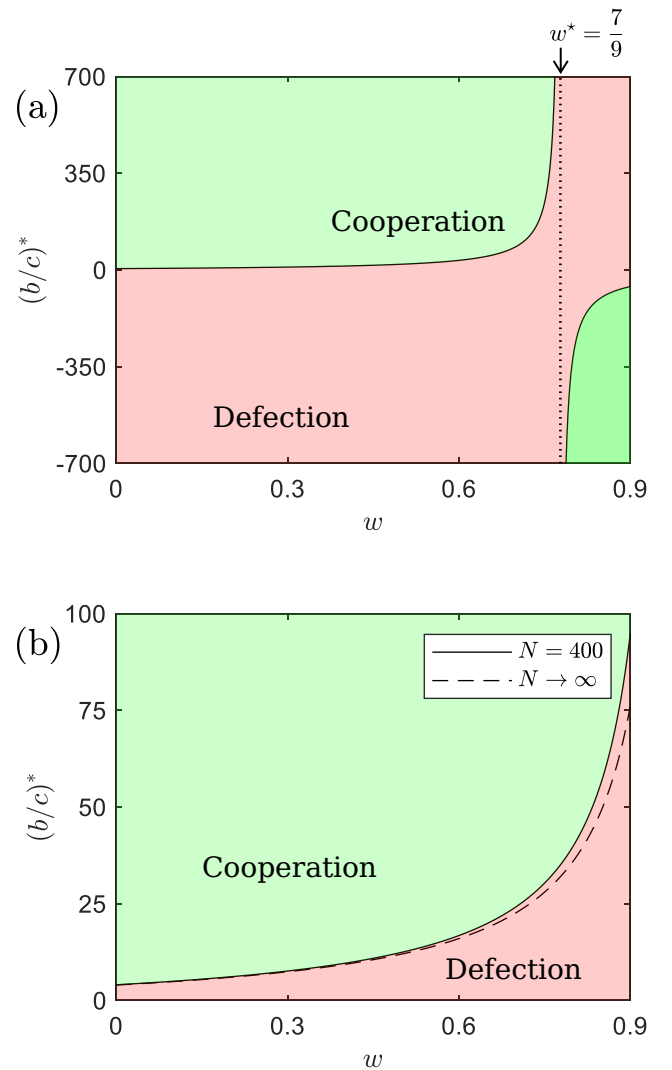 w⋆ = 7/9
(a)
700
350
0
-350
-700
(b/c)*
Cooperation
Defection
0 0.3 0.6 0.9
w
(b)
100
75
50
25
0
(b/c)*
N = 400
N → ∞
Cooperation
Defection
0 0.3 0.6 0.9
w